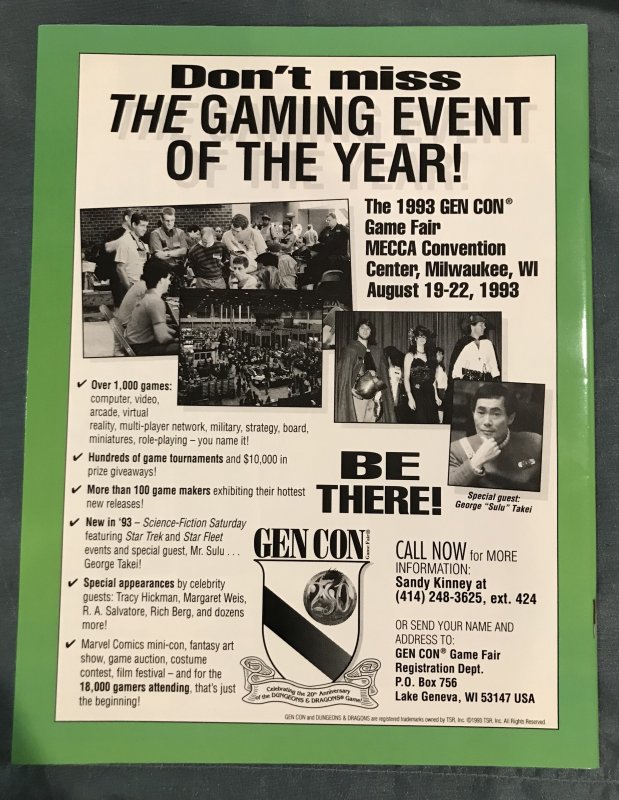 Don't miss
THE GAMING EVENT
OF THE YEAR!
The 1993 GEN CON®
Game Fair
MECCA Convention
Center, Milwaukee, WI
August 19-22, 1993
✔ Over 1,000 games:
computer, video,
arcade, virtual
reality, multi-player network, military, strategy, board,
miniatures, role-playing – you name it!
✔ Hundreds of game tournaments and $10,000 in
prize giveaways!
✔ More than 100 game makers exhibiting their hottest
new releases!
✔ New in '93 – Science-Fiction Saturday
featuring Star Trek and Star Fleet
events and special guest, Mr. Sulu . . .
George Takei!
✔ Special appearances by celebrity
guests: Tracy Hickman, Margaret Weis,
R. A. Salvatore, Rich Berg, and dozens
more!
✔ Marvel Comics mini-con, fantasy art
show, game auction, costume
contest, film festival – and for the
18,000 gamers attending, that's just
the beginning!
BE
THERE!
Special guest:
George "Sulu" Takei
GEN CON
Game Fair®
Celebrating the 20th Anniversary
of the DUNGEONS & DRAGONS® Game!
CALL NOW for MORE
INFORMATION:
Sandy Kinney at
(414) 248-3625, ext. 424
OR SEND YOUR NAME AND
ADDRESS TO:
GEN CON® Game Fair
Registration Dept.
P.O. Box 756
Lake Geneva, WI 53147 USA
GEN CON and DUNGEONS & DRAGONS are registered trademarks owned by TSR, Inc. ©1993 TSR, Inc. All Rights Reserved.